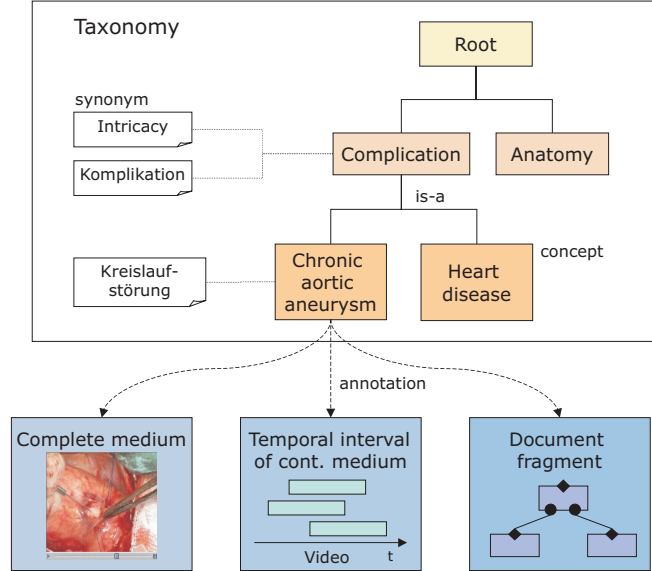 Taxonomy
Root
synonym
Intricacy
Komplikation
Complication
Anatomy
is-a
Kreislauf-
störung
Chronic
aortic
aneurysm
Heart
disease
concept
annotation
Complete medium
Temporal interval
of cont. medium
Video
t
Document
fragment